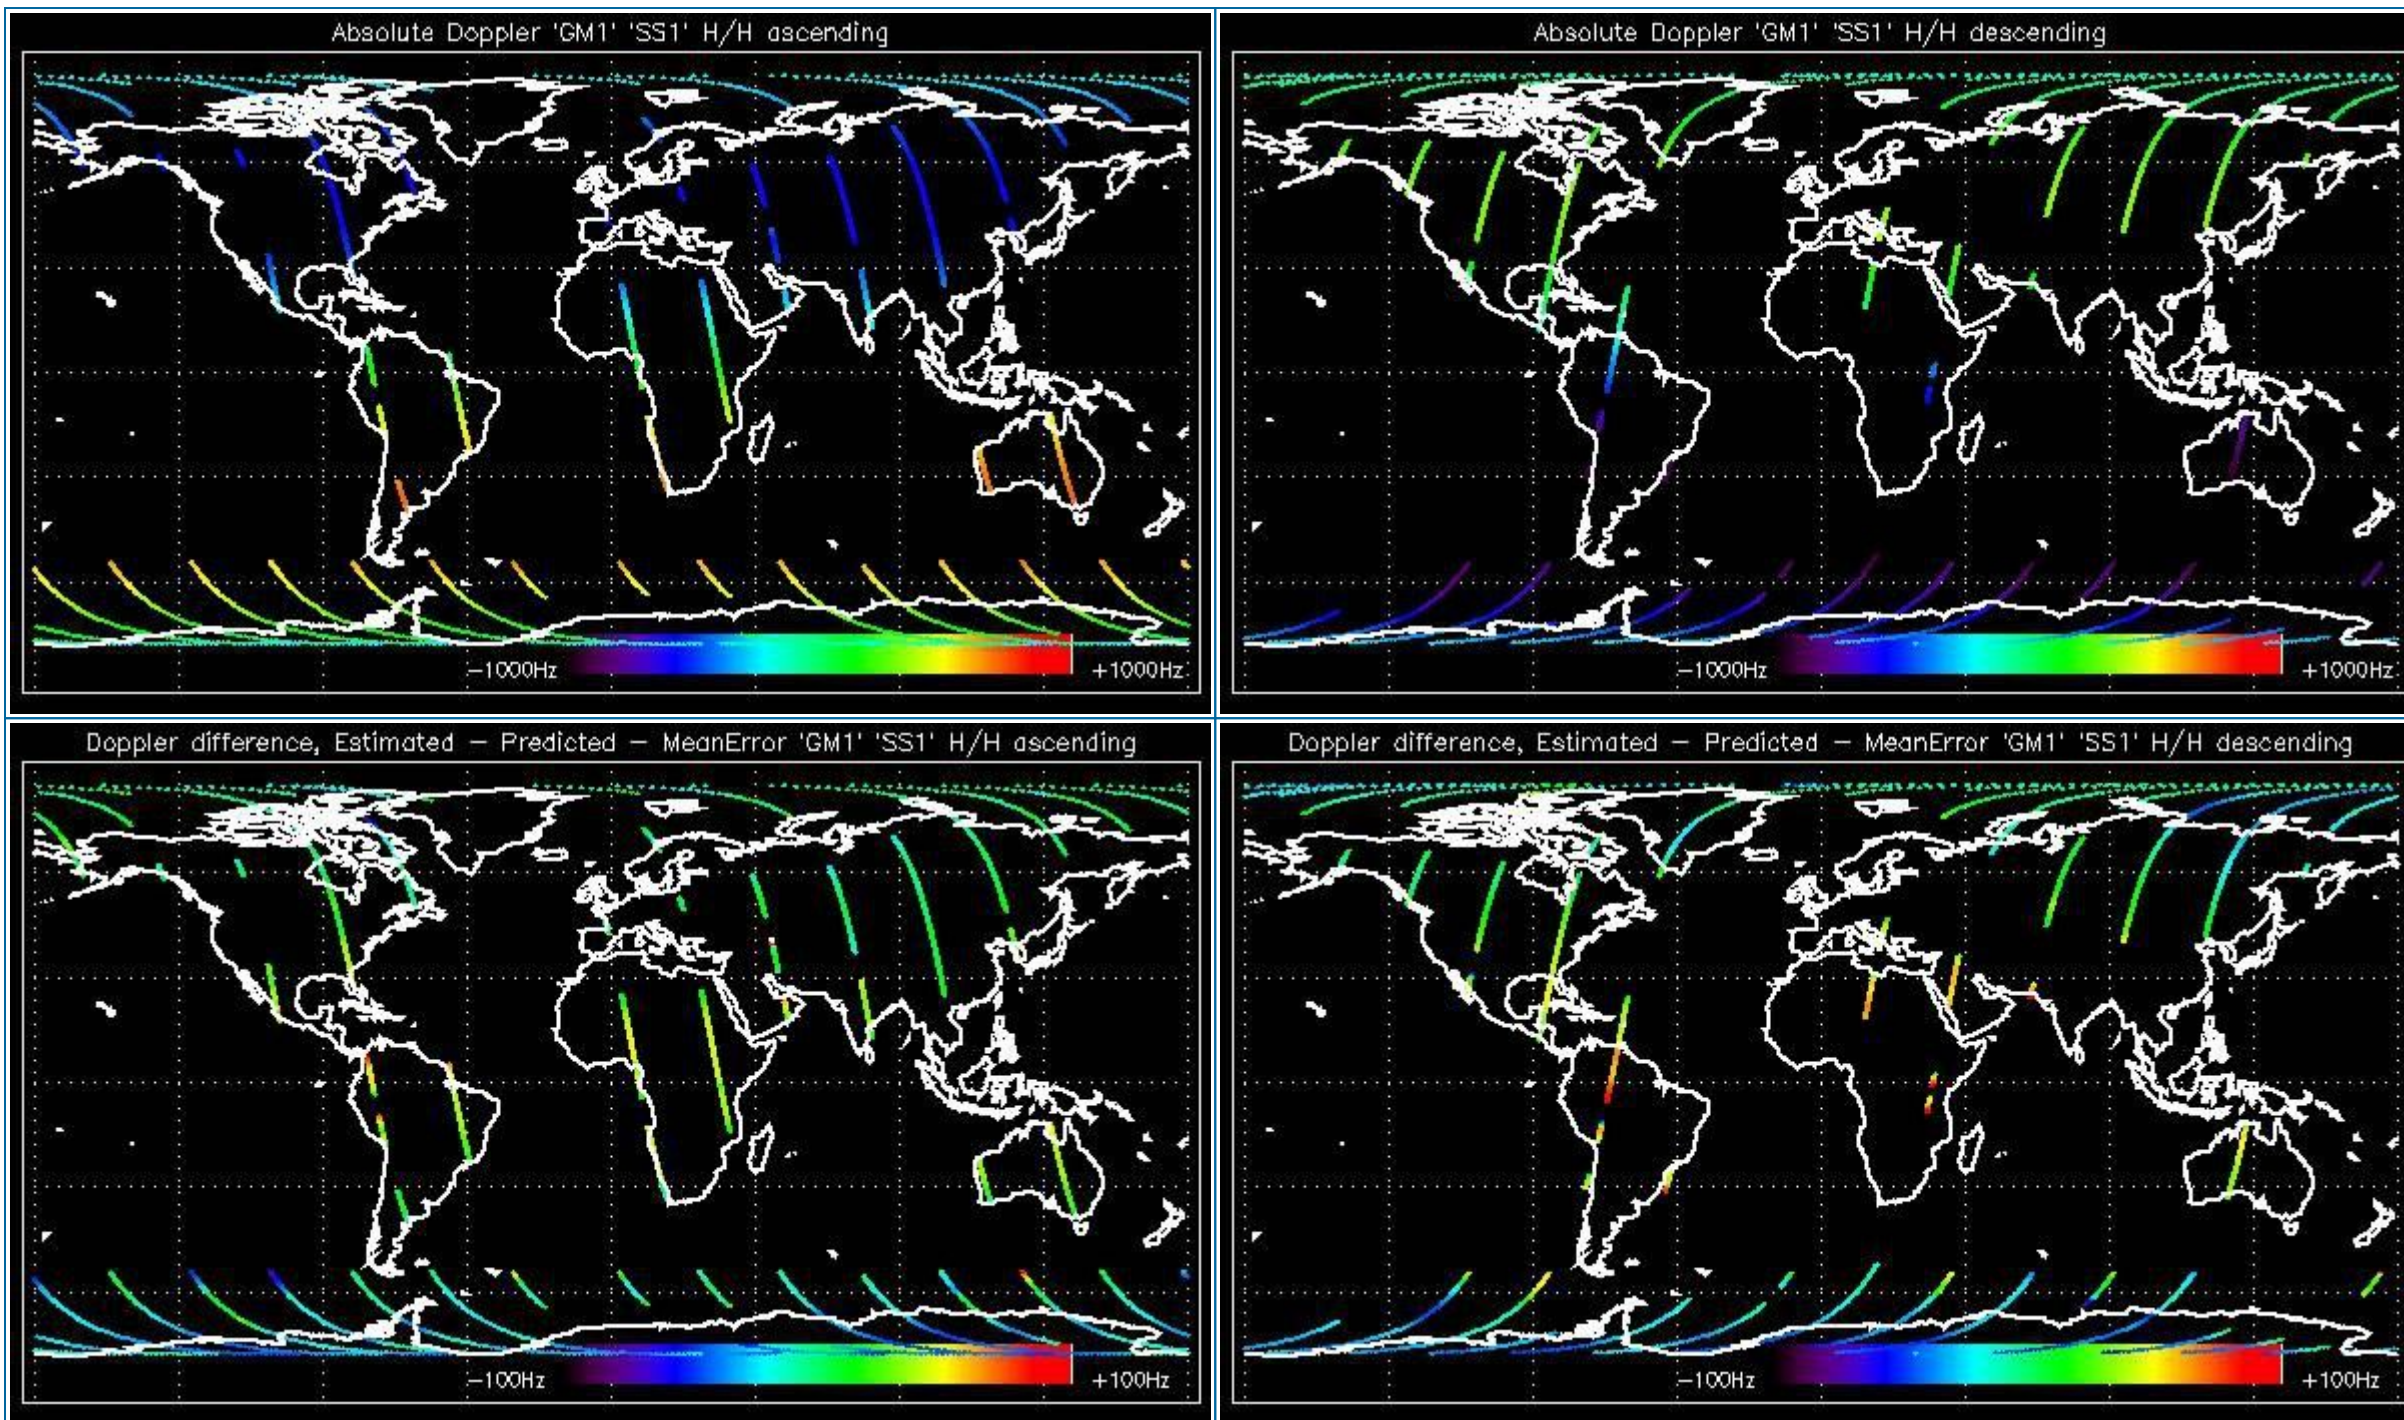 Absolute Doppler 'GM1' 'SS1' H/H ascending
−1000Hz
+1000Hz
Absolute Doppler 'GM1' 'SS1' H/H descending
−1000Hz
+1000Hz
Doppler difference, Estimated − Predicted − MeanError 'GM1' 'SS1' H/H ascending
−100Hz
+100Hz
Doppler difference, Estimated − Predicted − MeanError 'GM1' 'SS1' H/H descending
−100Hz
+100Hz